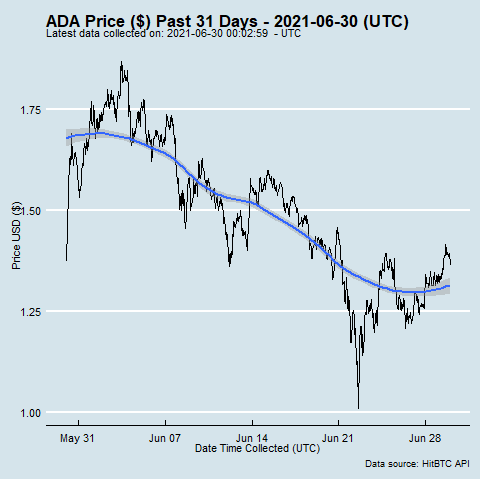 ADA Price ($) Past 31 Days - 2021-06-30 (UTC)
Latest data collected on: 2021-06-30 00:02:59 - UTC
Price USD ($)
1.75
1.50
1.25
1.00
May 31
Jun 07
Jun 14
Jun 21
Jun 28
Date Time Collected (UTC)
Data source: HitBTC API